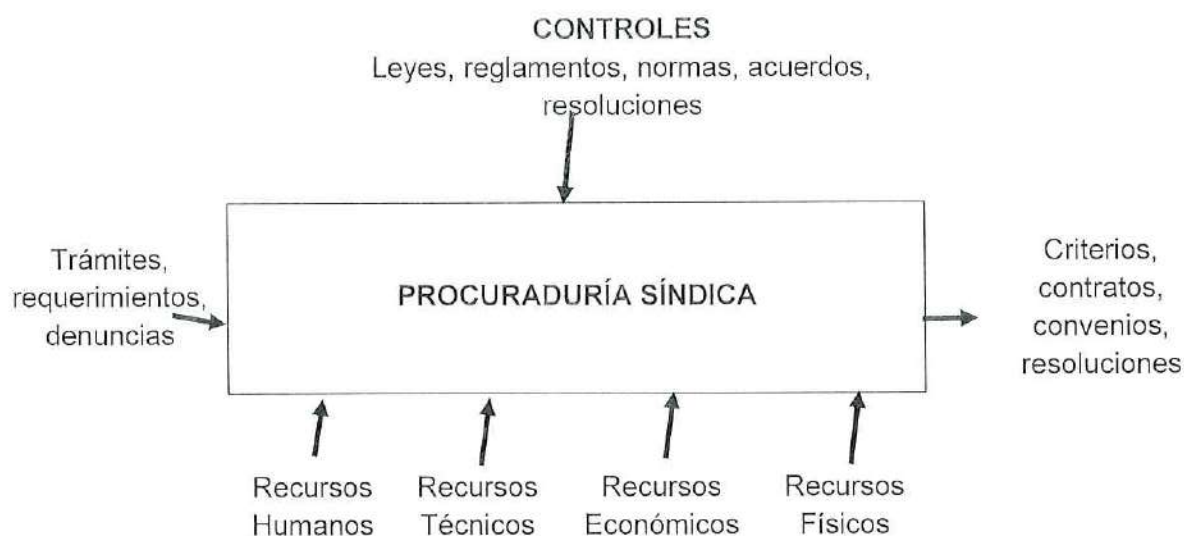 CONTROLES
Leyes, reglamentos, normas, acuerdos,
resoluciones
Trámites,
requerimientos,
denuncias
PROCURADURÍA SÍNDICA
Criterios,
contratos,
convenios,
resoluciones
Recursos
Humanos
Recursos
Técnicos
Recursos
Económicos
Recursos
Físicos